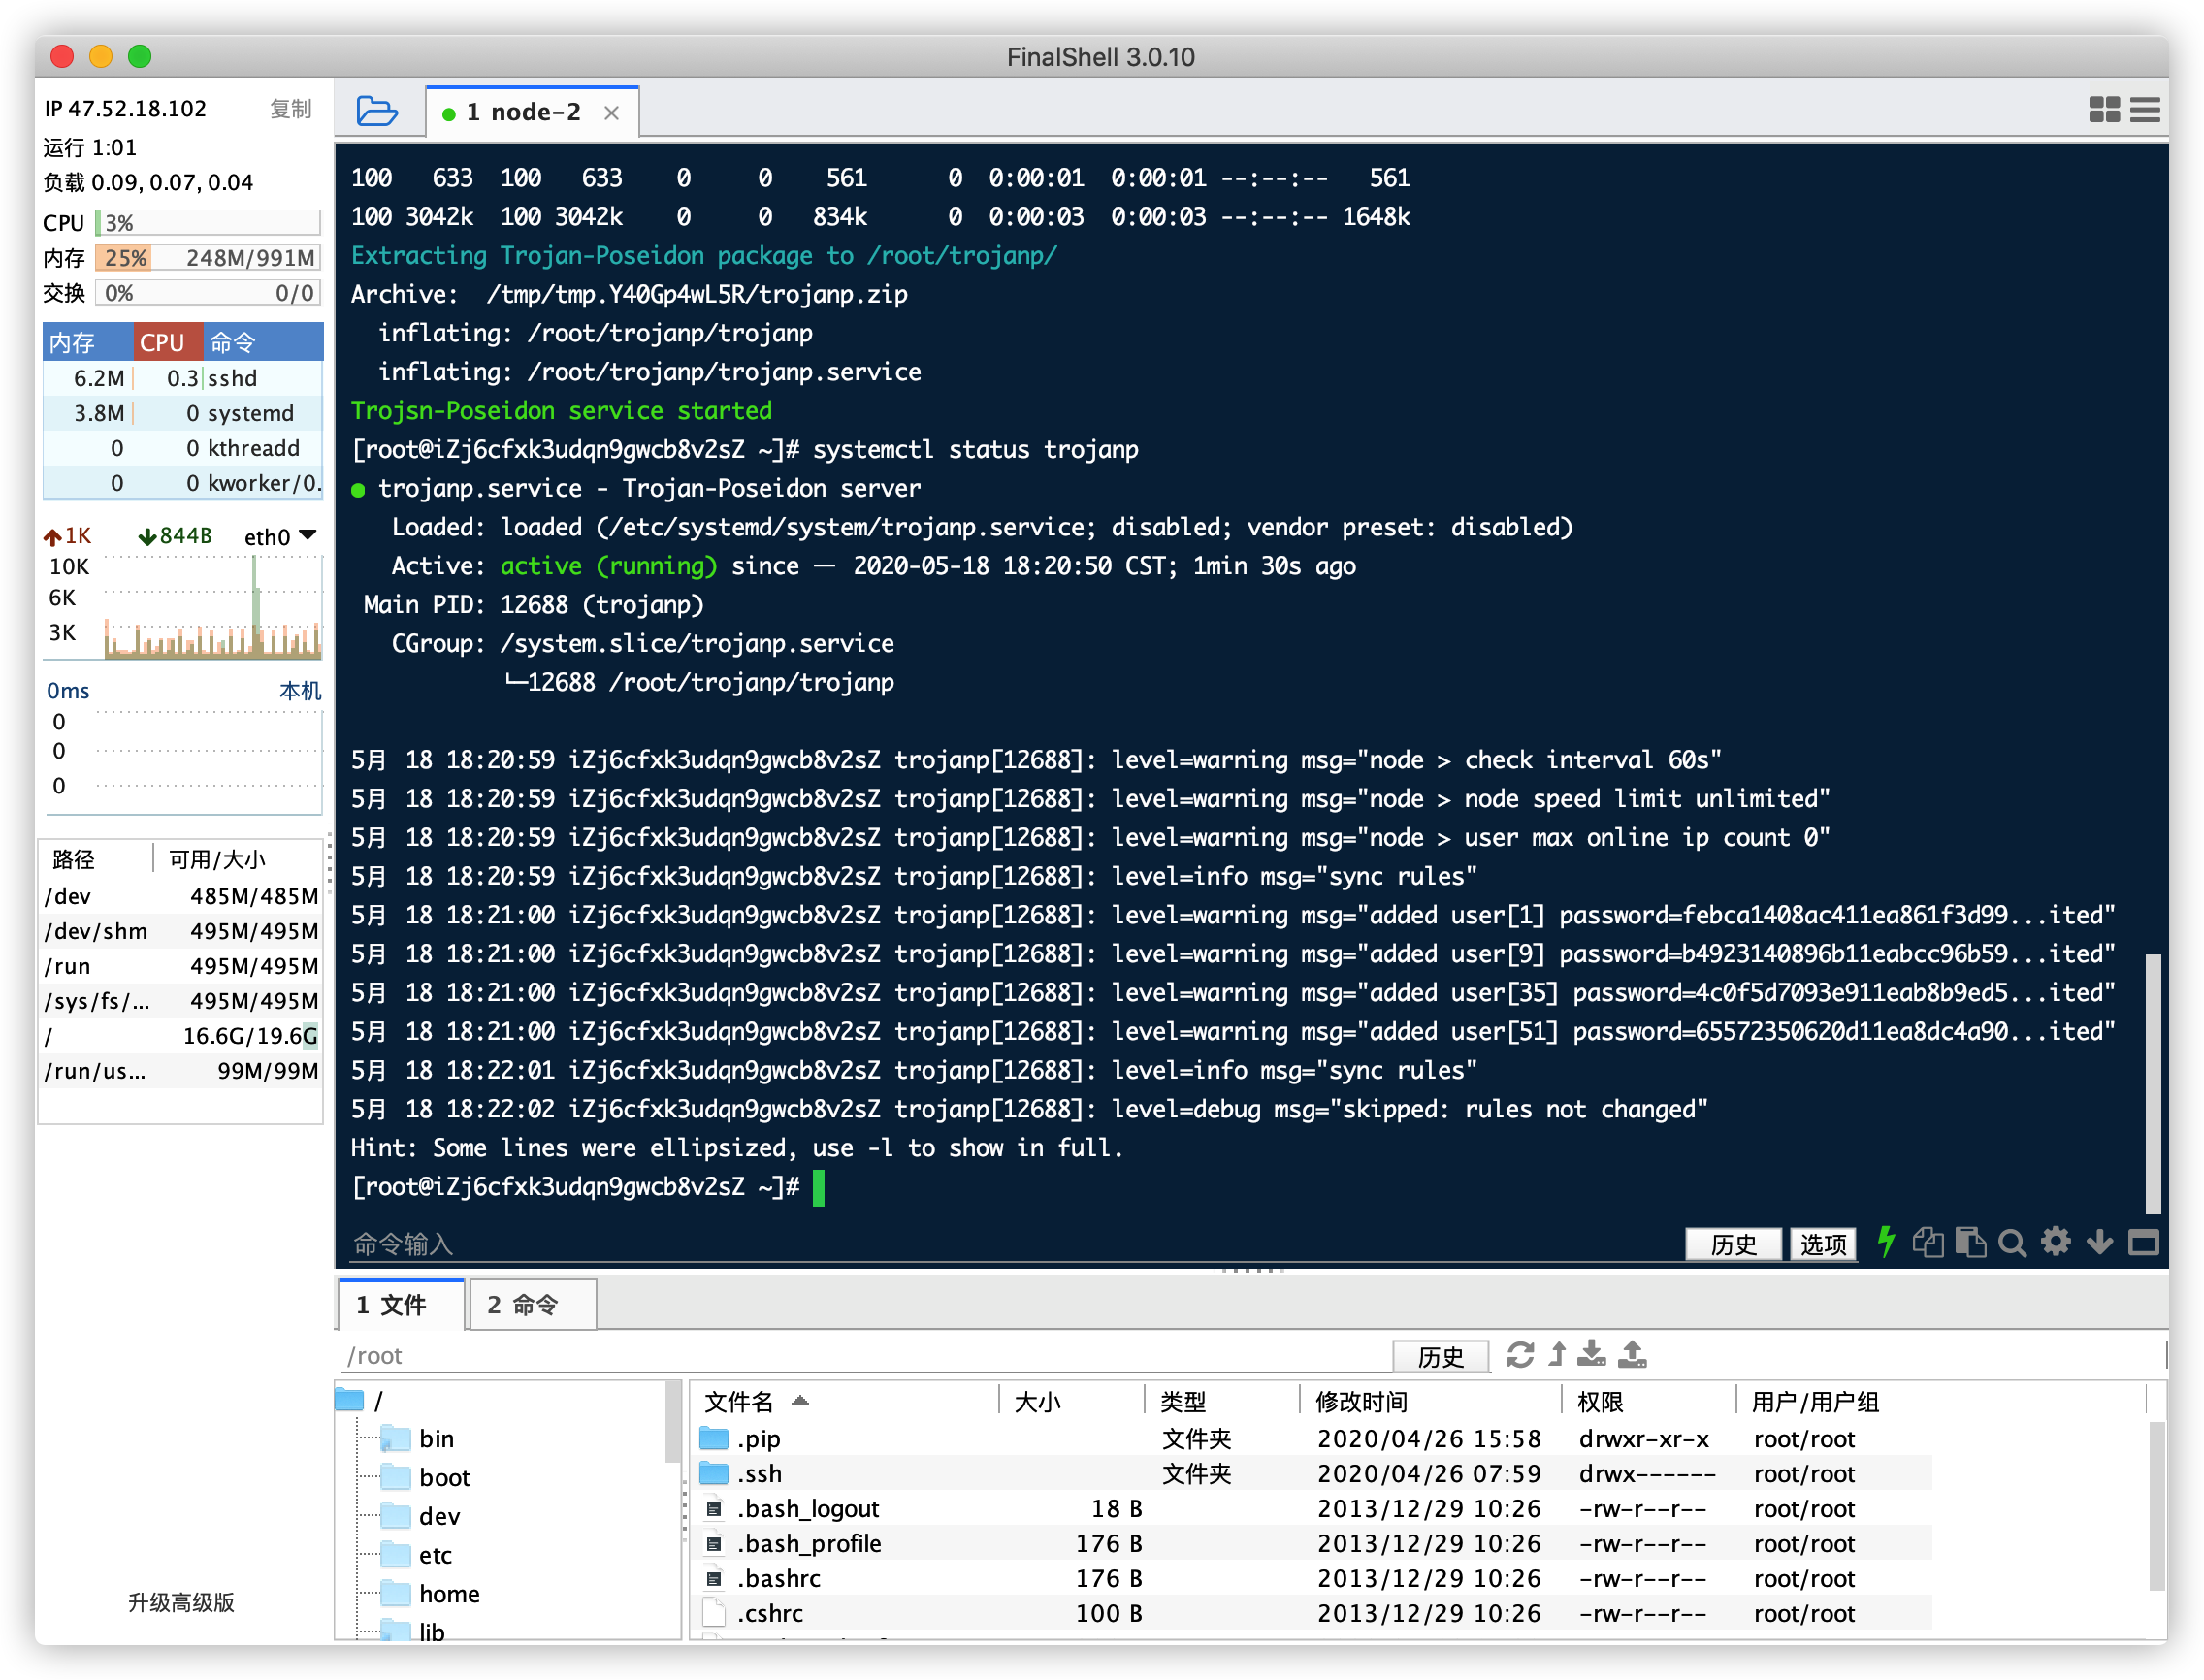 FinalShell 3.0.10
IP 47.52.18.102 复制
运行 1:01
负载 0.09, 0.07, 0.04
CPU 3%
内存 25% 248M/991M
交换 0% 0/0
内存 CPU 命令
6.2M 0.3 sshd
3.8M 0 systemd
0 0 kthreadd
0 0 kworker/0.
1K 844B eth0
10K
6K
3K
0ms 本机
0
0
0
路径 可用/大小
/dev 485M/485M
/dev/shm 495M/495M
/run 495M/495M
/sys/fs/... 495M/495M
/ 16.6G/19.6G
/run/us... 99M/99M
升级高级版
1 node-2
100 633 100 633 0 0 561 0 0:00:01 0:00:01 --:--:-- 561
100 3042k 100 3042k 0 0 834k 0 0:00:03 0:00:03 --:--:-- 1648k
Extracting Trojan-Poseidon package to /root/trojanp/
Archive: /tmp/tmp.Y40Gp4wL5R/trojanp.zip
inflating: /root/trojanp/trojanp
inflating: /root/trojanp/trojanp.service
Trojsn-Poseidon service started
[root@iZj6cfxk3udqn9gwcb8v2sZ ~]# systemctl status trojanp
● trojanp.service - Trojan-Poseidon server
Loaded: loaded (/etc/systemd/system/trojanp.service; disabled; vendor preset: disabled)
Active: active (running) since 一 2020-05-18 18:20:50 CST; 1min 30s ago
Main PID: 12688 (trojanp)
CGroup: /system.slice/trojanp.service
└─12688 /root/trojanp/trojanp
5月 18 18:20:59 iZj6cfxk3udqn9gwcb8v2sZ trojanp[12688]: level=warning msg="node > check interval 60s"
5月 18 18:20:59 iZj6cfxk3udqn9gwcb8v2sZ trojanp[12688]: level=warning msg="node > node speed limit unlimited"
5月 18 18:20:59 iZj6cfxk3udqn9gwcb8v2sZ trojanp[12688]: level=warning msg="node > user max online ip count 0"
5月 18 18:20:59 iZj6cfxk3udqn9gwcb8v2sZ trojanp[12688]: level=info msg="sync rules"
5月 18 18:21:00 iZj6cfxk3udqn9gwcb8v2sZ trojanp[12688]: level=warning msg="added user[1] password=febca1408ac411ea861f3d99...ited"
5月 18 18:21:00 iZj6cfxk3udqn9gwcb8v2sZ trojanp[12688]: level=warning msg="added user[9] password=b4923140896b11eabcc96b59...ited"
5月 18 18:21:00 iZj6cfxk3udqn9gwcb8v2sZ trojanp[12688]: level=warning msg="added user[35] password=4c0f5d7093e911eab8b9ed5...ited"
5月 18 18:21:00 iZj6cfxk3udqn9gwcb8v2sZ trojanp[12688]: level=warning msg="added user[51] password=65572350620d11ea8dc4a90...ited"
5月 18 18:22:01 iZj6cfxk3udqn9gwcb8v2sZ trojanp[12688]: level=info msg="sync rules"
5月 18 18:22:02 iZj6cfxk3udqn9gwcb8v2sZ trojanp[12688]: level=debug msg="skipped: rules not changed"
Hint: Some lines were ellipsized, use -l to show in full.
[root@iZj6cfxk3udqn9gwcb8v2sZ ~]#
命令输入 历史 选项
1 文件 2 命令
/root 历史
/
bin
boot
dev
etc
home
lib
文件名 大小 类型 修改时间 权限 用户/用户组
.pip 文件夹 2020/04/26 15:58 drwxr-xr-x root/root
.ssh 文件夹 2020/04/26 07:59 drwx------ root/root
.bash_logout 18 B 2013/12/29 10:26 -rw-r--r-- root/root
.bash_profile 176 B 2013/12/29 10:26 -rw-r--r-- root/root
.bashrc 176 B 2013/12/29 10:26 -rw-r--r-- root/root
.cshrc 100 B 2013/12/29 10:26 -rw-r--r-- root/root